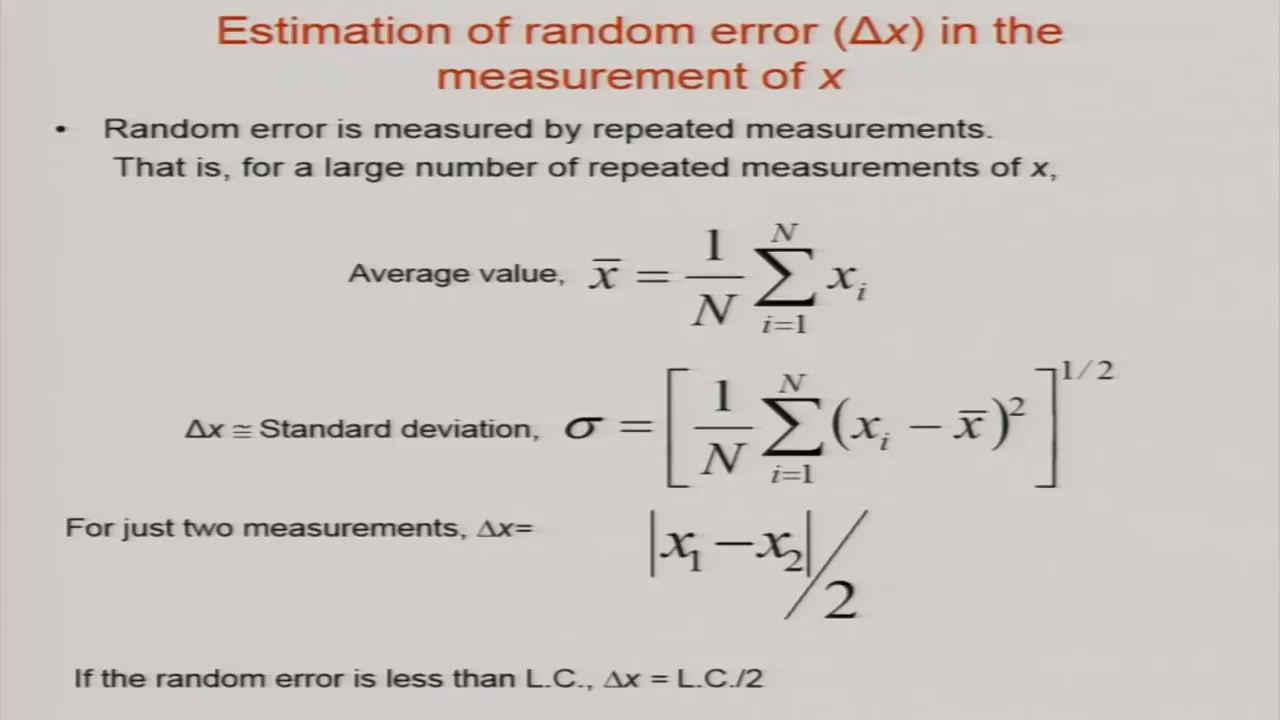 Estimation of random error (Δx) in the
measurement of x
• Random error is measured by repeated measurements.
That is, for a large number of repeated measurements of x,
Average value, x̄ = 1/N ∑_{i=1}^{N} x_i
Δx ≅ Standard deviation, σ = [1/N ∑_{i=1}^{N} (x_i − x̄)²]^{1/2}
For just two measurements, Δx= |x₁ − x₂|/2
If the random error is less than L.C., Δx = L.C./2